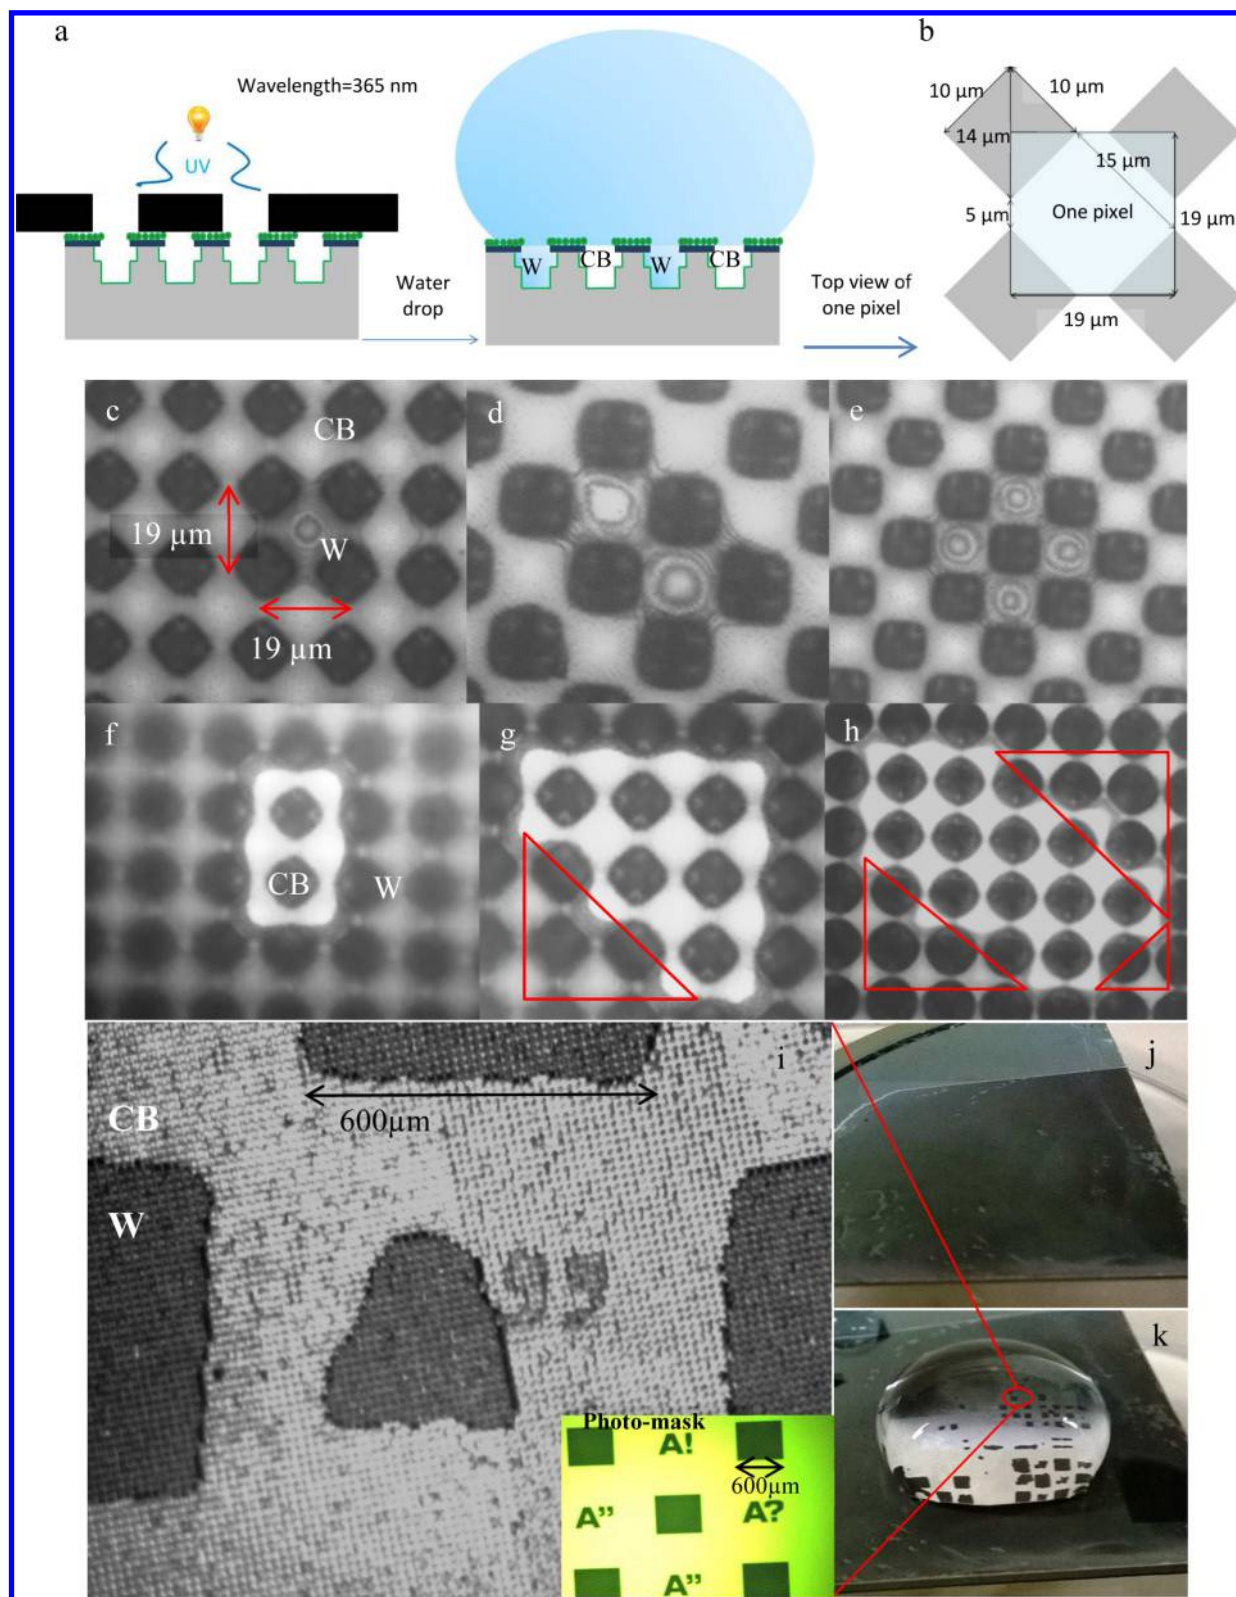 a
b
Wavelength=365 nm
UV
Water
drop
W
CB
W
CB
Top view of
one pixel
10 µm
10 µm
14 µm
15 µm
5 µm
One pixel
19 µm
19 µm
c
CB
19 µm
W
19 µm
d
e
f
CB
W
g
h
i
600µm
CB
W
Photo-mask
A!
600µm
A”
A?
A”
j
k